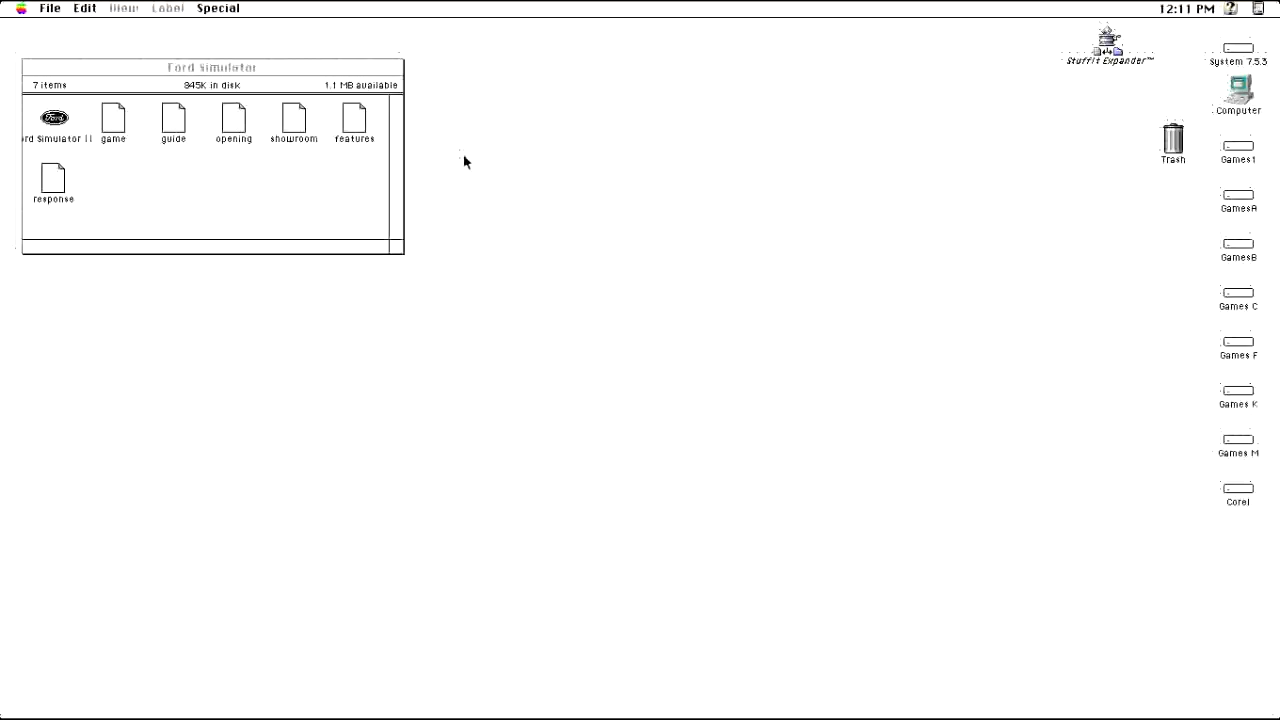 File Edit View Label Special 12:11 PM
Ford Simulator
7 items 845K in disk 1.1 MB available
Ford
rd Simulator II game guide opening showroom features
response
StuffIt Expander™
Trash
System 7.5.3
Computer
Games1
GamesA
GamesB
Games C
Games F
Games K
Games M
Corel